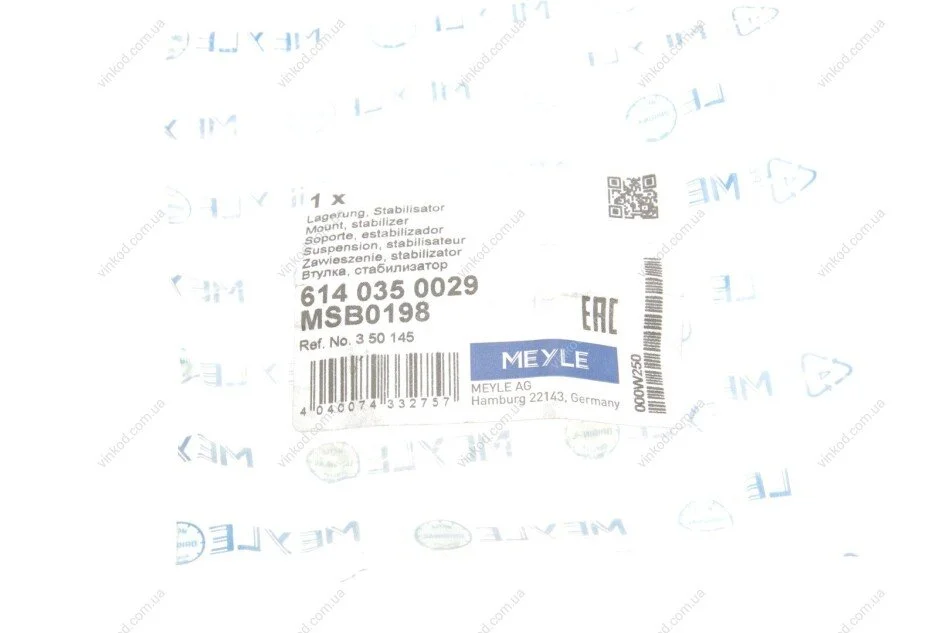 1 x
Lagerung, Stabilisator
Mount, stabilizer
Soporte, estabilizador
Suspension, stabilisateur
Zawieszenie, stabilizator
Втулка, стабилизатор
614 035 0029
MSB0198
Ref. No. 3 50 145
4 040074 332757
EAC
MEYLE
MEYLE AG
Hamburg 22143, Germany
000W250
MEYLE
vinkod.com.ua